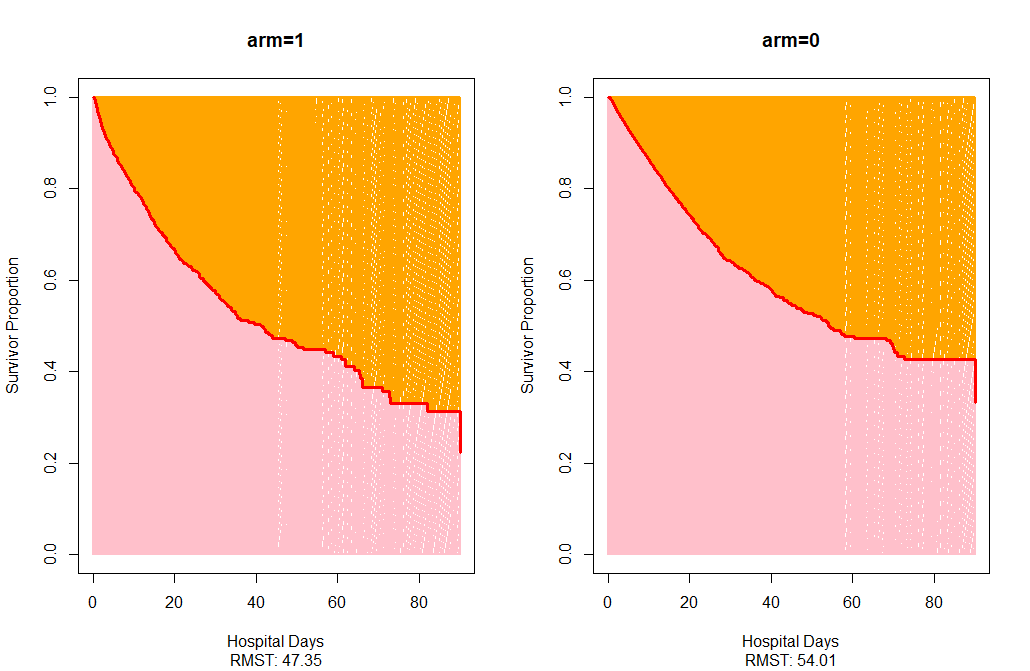 arm=1
Survivor Proportion
1.0
0.8
0.6
0.4
0.2
0.0
0 20 40 60 80
Hospital Days
RMST: 47.35
arm=0
Survivor Proportion
1.0
0.8
0.6
0.4
0.2
0.0
0 20 40 60 80
Hospital Days
RMST: 54.01